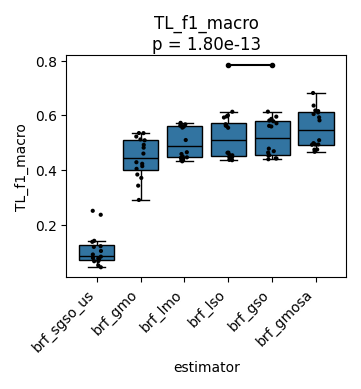 TL_f1_macro
p = 1.80e-13
TL_f1_macro
0.8
0.6
0.4
0.2
brf_sgso_us
brf_gmo
brf_lmo
brf_lso
brf_gso
brf_gmosa
estimator